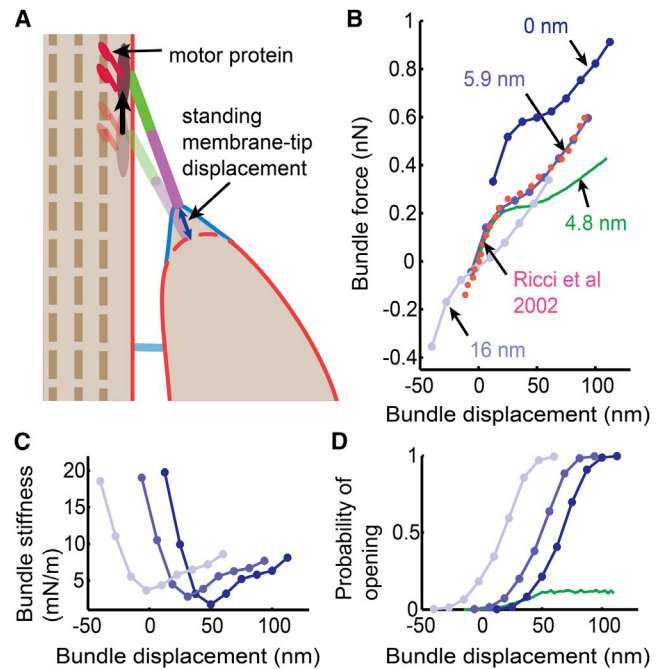 A
motor protein
standing
membrane-tip
displacement
B
Bundle force (nN)
1
0.8
0.6
0.4
0.2
0
-0.2
-0.4
0 nm
5.9 nm
4.8 nm
Ricci et al
2002
16 nm
-50 0 50 100
Bundle displacement (nm)
C
Bundle stiffness
(mN/m)
20
15
10
5
-50 0 50 100
Bundle displacement (nm)
D
Probability of
opening
1
0.5
0
-50 0 50 100
Bundle displacement (nm)